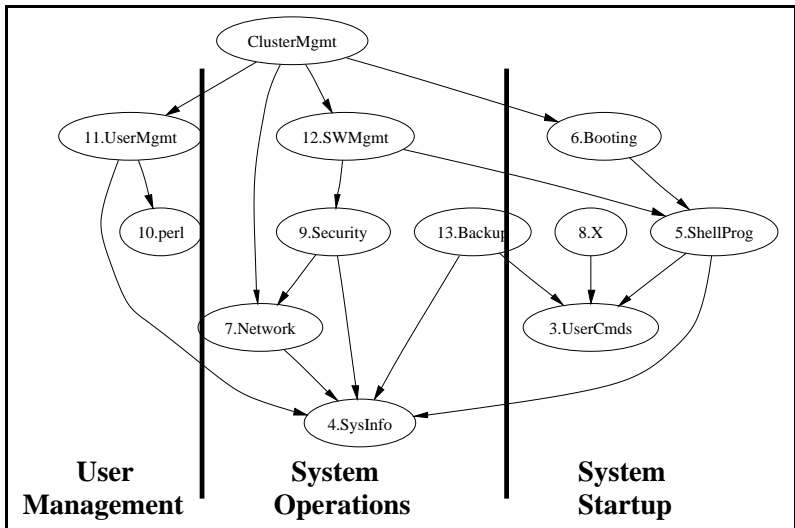 ClusterMgmt
11.UserMgmt
12.SWMgmt
6.Booting
10.perl
9.Security
13.Backup
8.X
5.ShellProg
7.Network
3.UserCmds
4.SysInfo
User
Management
System
Operations
System
Startup